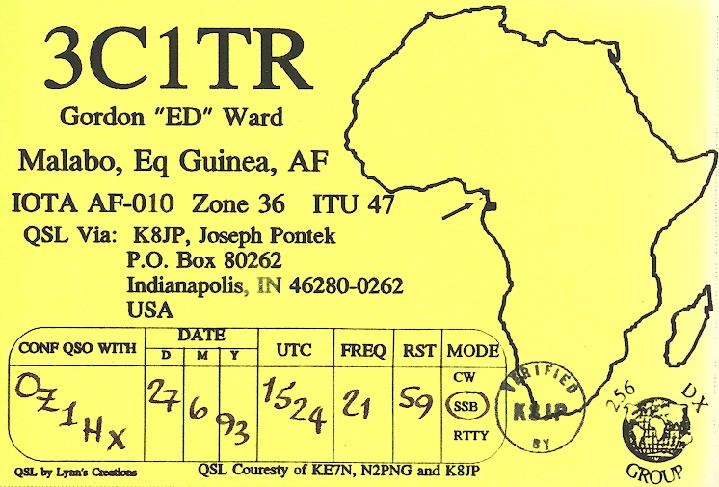 3C1TR
Gordon "ED" Ward
Malabo, Eq Guinea, AF
IOTA AF-010 Zone 36 ITU 47
QSL Via: K8JP, Joseph Pontek
P.O. Box 80262
Indianapolis, IN 46280-0262
USA
CONF QSO WITH DATE UTC FREQ RST MODE
D M Y
OZ1HX 27 6 93 1524 21 59
CW
SSB
RTTY
VERIFIED
K8JP
BY
256 DX
GROUP
QSL by Lynn's Creations
QSL Couresty of KE7N, N2PNG and K8JP